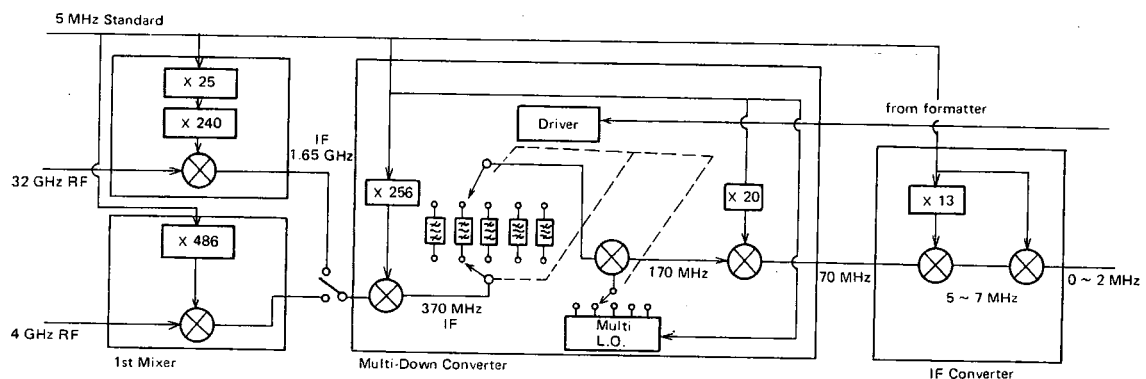 5 MHz Standard
X 25
X 240
IF
1.65 GHz
32 GHz RF
X 486
4 GHz RF
1st Mixer
Driver
from formatter
X 256
X 20
X 13
370 MHz
IF
170 MHz
70 MHz
5 ~ 7 MHz
0 ~ 2 MHz
Multi
L.O.
Multi-Down Converter
IF Converter